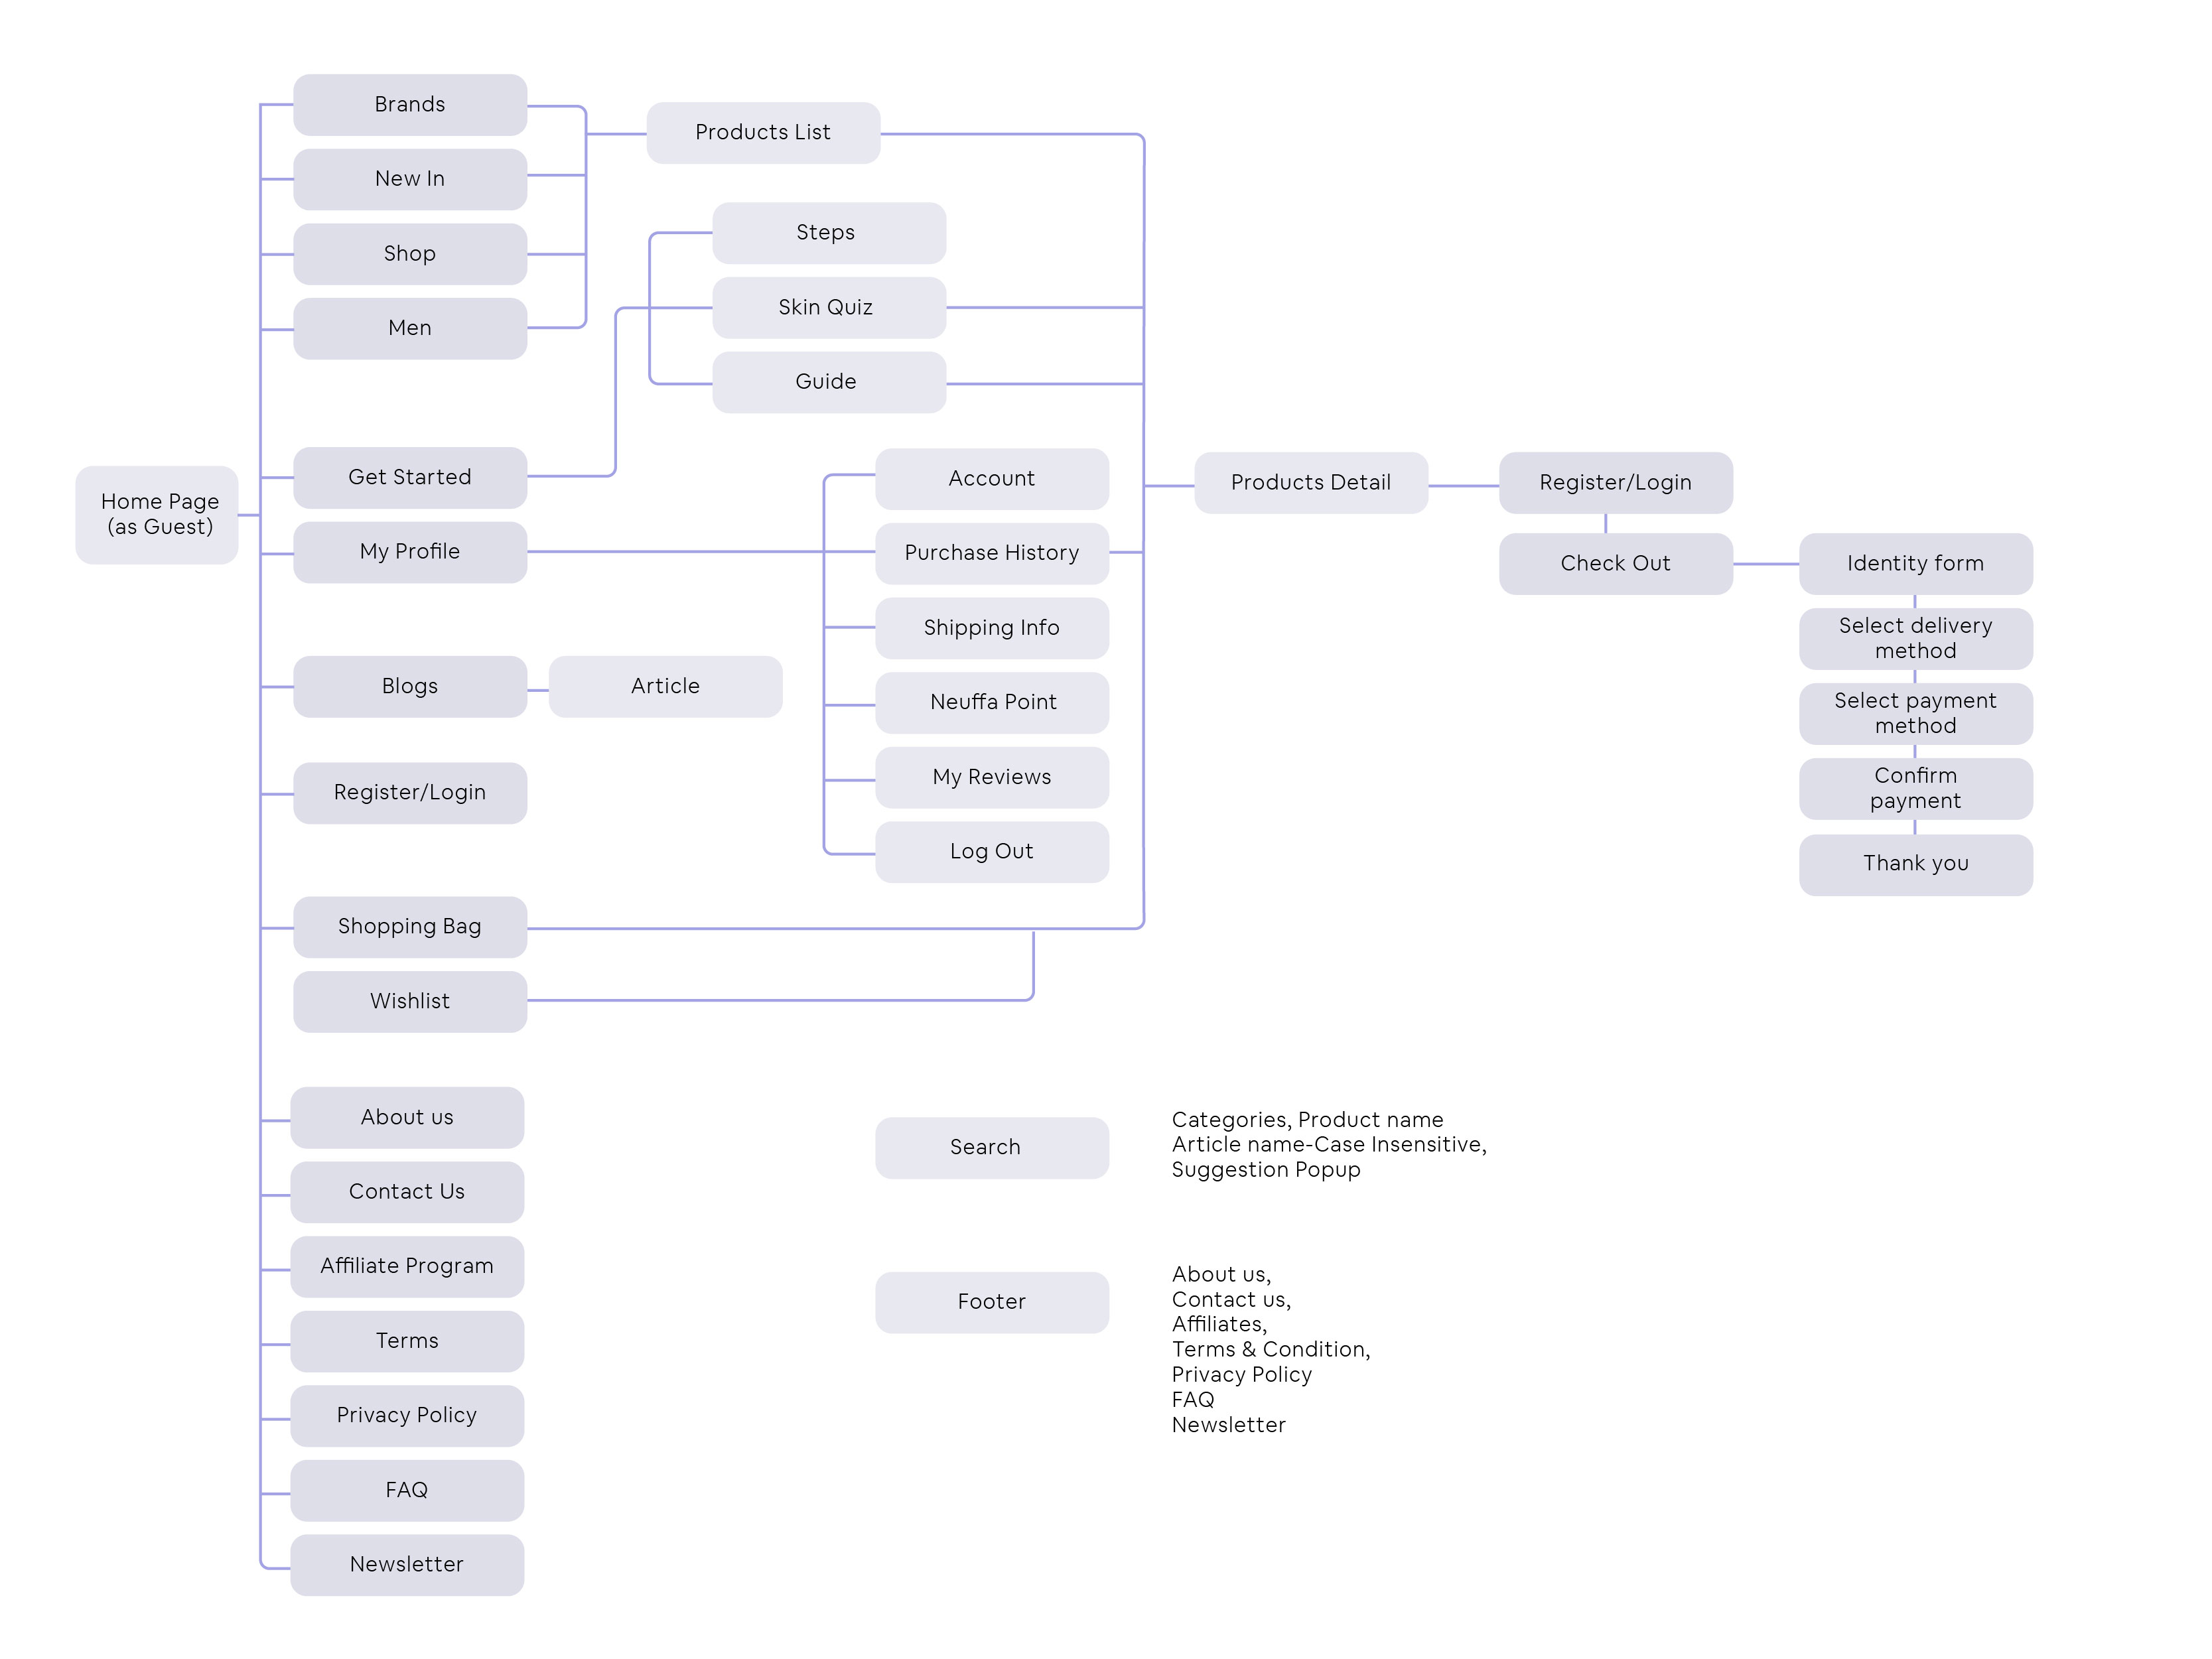 Brands
New In
Shop
Men
Products List
Steps
Skin Quiz
Guide
Home Page
(as Guest)
Get Started
My Profile
Blogs
Article
Register/Login
Shopping Bag
Wishlist
Account
Purchase History
Shipping Info
Neuffa Point
My Reviews
Log Out
Products Detail
Register/Login
Check Out
Identity form
Select delivery
method
Select payment
method
Confirm
payment
Thank you
About us
Contact Us
Affiliate Program
Terms
Privacy Policy
FAQ
Newsletter
Search
Categories, Product name
Article name-Case Insensitive,
Suggestion Popup
Footer
About us,
Contact us,
Affiliates,
Terms & Condition,
Privacy Policy
FAQ
Newsletter